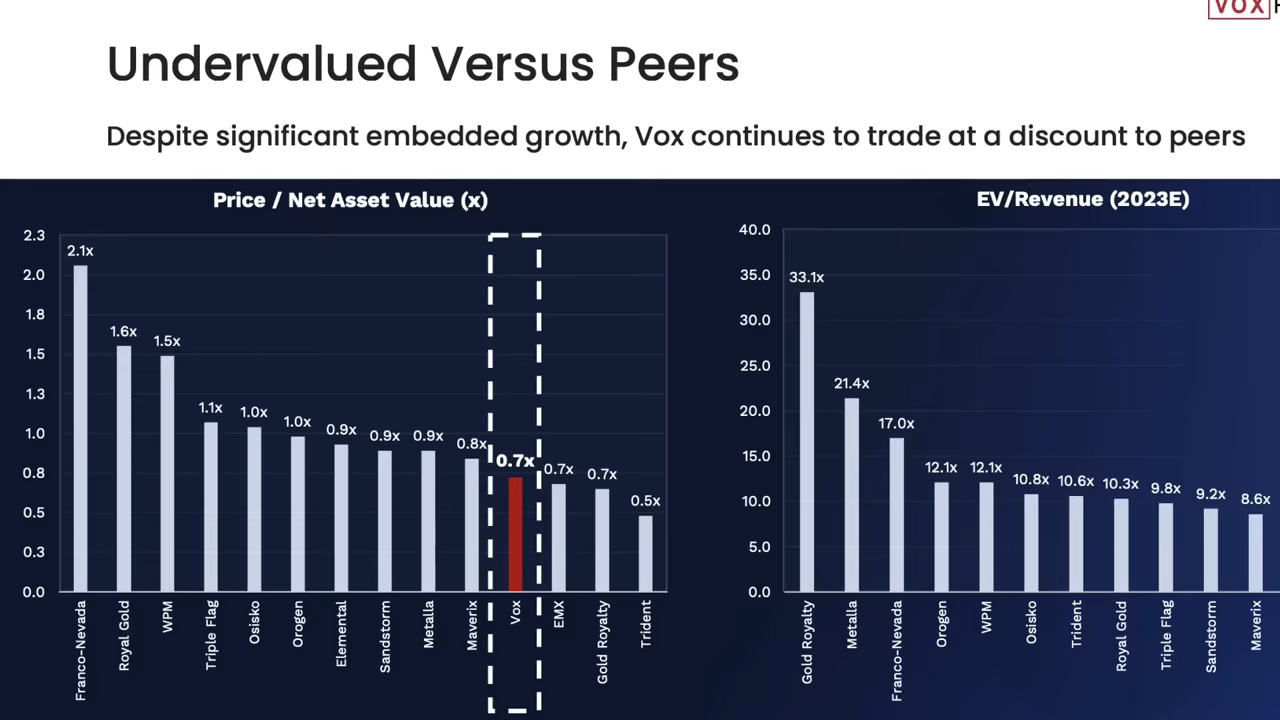 VOX
Undervalued Versus Peers
Despite significant embedded growth, Vox continues to trade at a discount to peers
Price / Net Asset Value (x)
2.3
2.0
1.8
1.5
1.3
1.0
0.8
0.5
0.3
0.0
2.1x
1.6x
1.5x
1.1x
1.0x
1.0x
0.9x
0.9x
0.9x
0.8x
0.7x
0.7x
0.7x
0.5x
Franco-Nevada
Royal Gold
WPM
Triple Flag
Osisko
Orogen
Elemental
Sandstorm
Metalla
Maverix
Vox
EMX
Gold Royalty
Trident
EV/Revenue (2023E)
40.0
35.0
30.0
25.0
20.0
15.0
10.0
5.0
0.0
33.1x
21.4x
17.0x
12.1x
12.1x
10.8x
10.6x
10.3x
9.8x
9.2x
8.6x
Gold Royalty
Metalla
Franco-Nevada
Orogen
WPM
Osisko
Trident
Royal Gold
Triple Flag
Sandstorm
Maverix